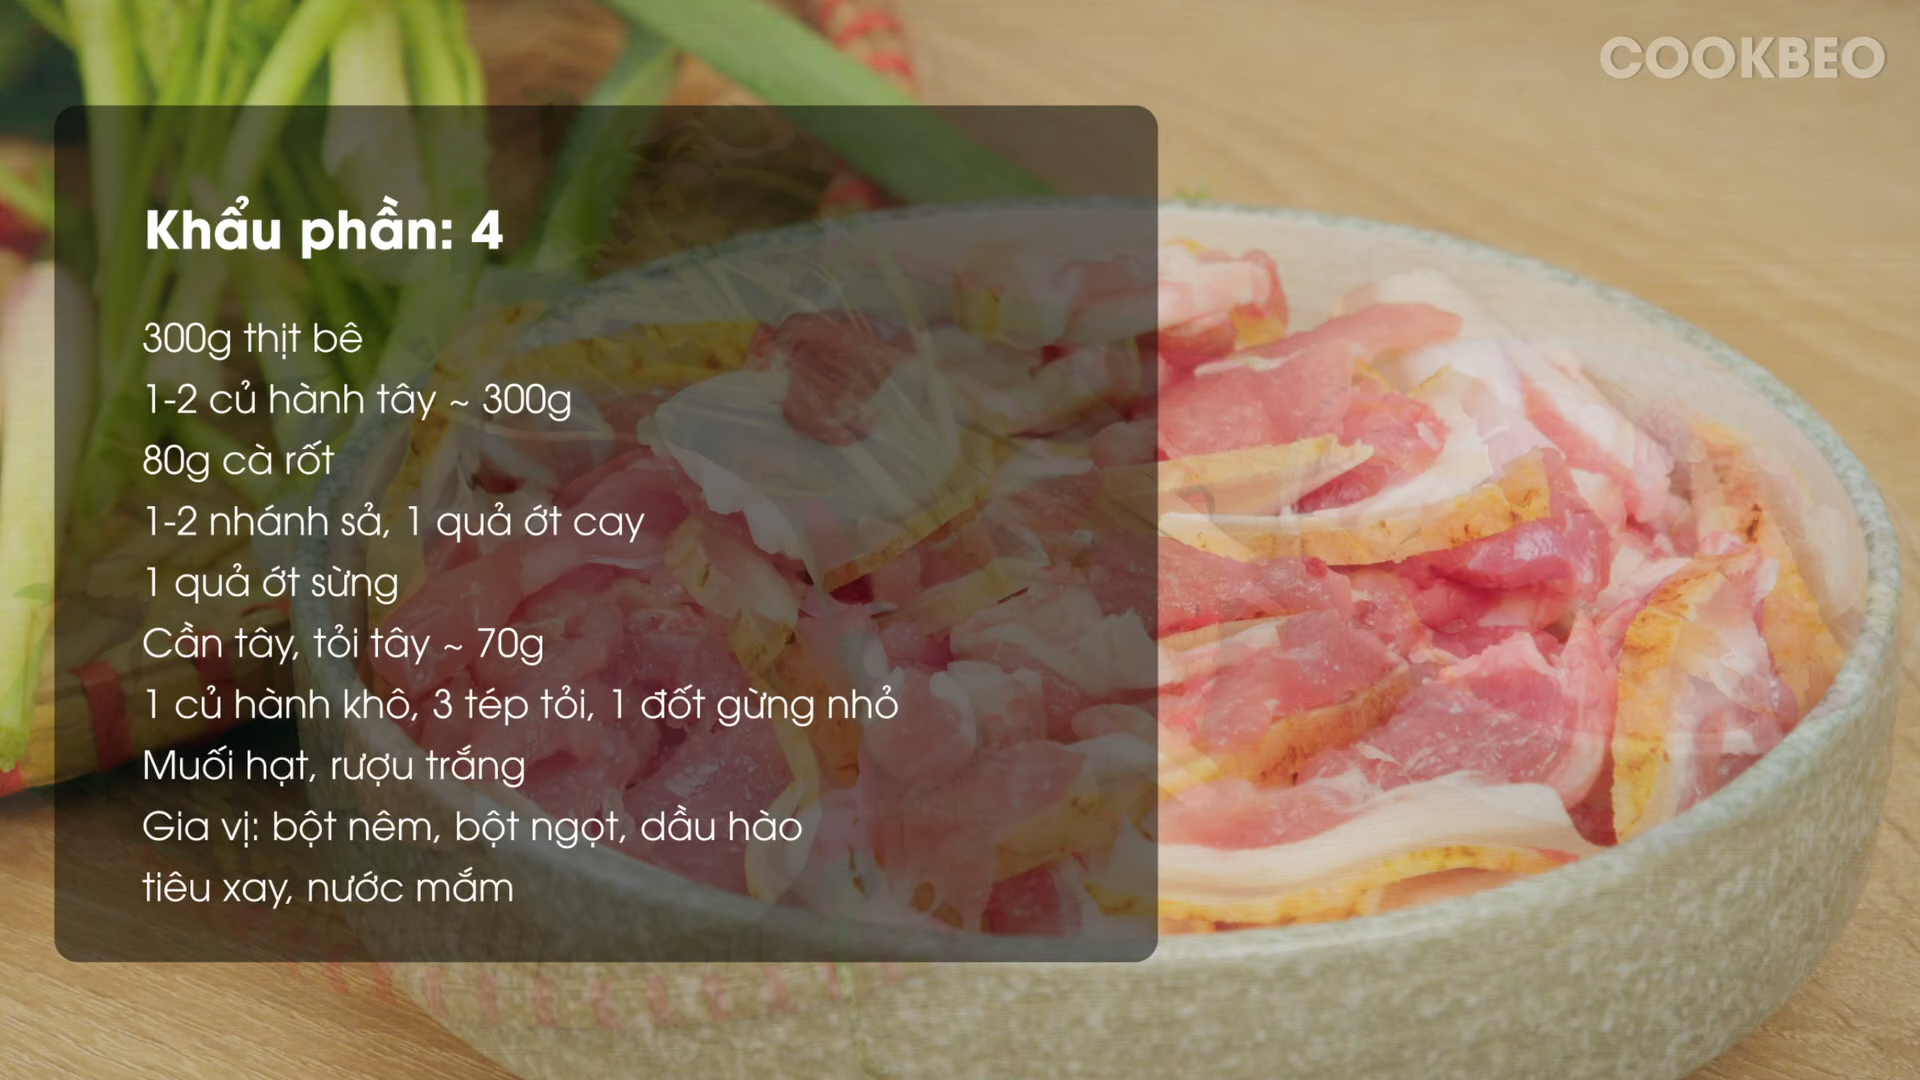 COOKBEO
Khẩu phần: 4
300g thịt bê
1-2 củ hành tây ~ 300g
80g cà rốt
1-2 nhánh sả, 1 quả ớt cay
1 quả ớt sừng
Cần tây, tỏi tây ~ 70g
1 củ hành khô, 3 tép tỏi, 1 đốt gừng nhỏ
Muối hạt, rượu trắng
Gia vị: bột nêm, bột ngọt, dầu hào
tiêu xay, nước mắm